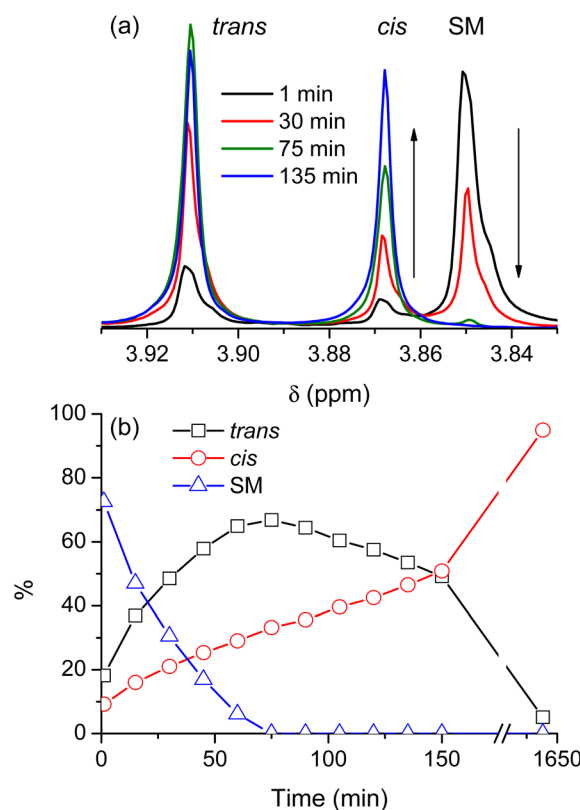 (a) trans cis SM
1 min
30 min
75 min
135 min
3.92 3.90 3.88 3.86 3.84
δ (ppm)
(b) trans
cis
SM
100
80
60
40
20
0
%
0 50 100 150 1650
Time (min)